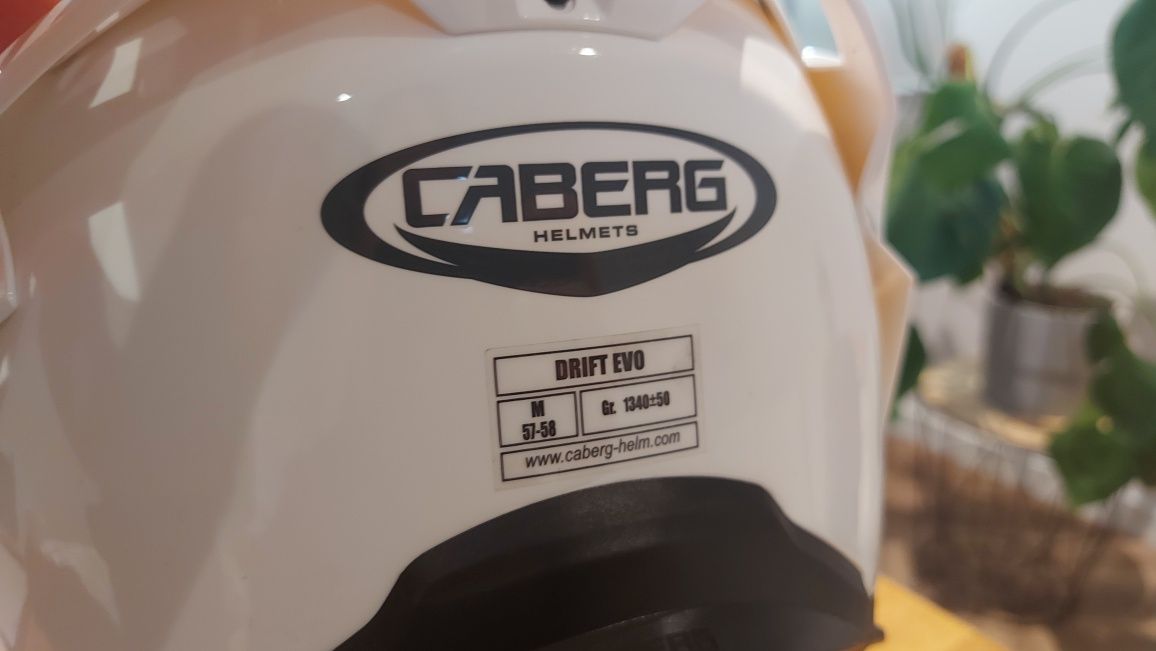 CABERG
HELMETS
DRIFT EVO
M
57-58
Gr. 1340±50
www.caberg-helm.com